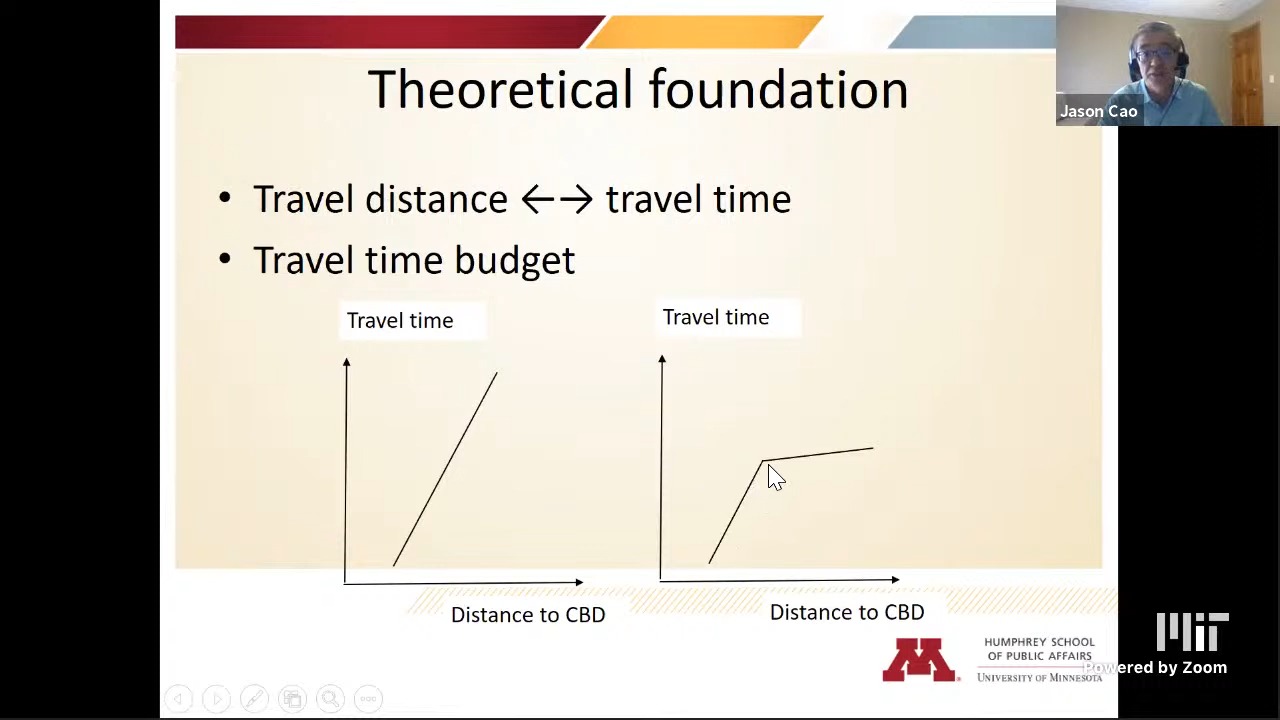 Theoretical foundation
Jason Cao
• Travel distance ←→ travel time
• Travel time budget
Travel time
Travel time
Distance to CBD
Distance to CBD
MIT
HUMPHREY SCHOOL
OF PUBLIC AFFAIRS
UNIVERSITY OF MINNESOTA
Powered by Zoom
M